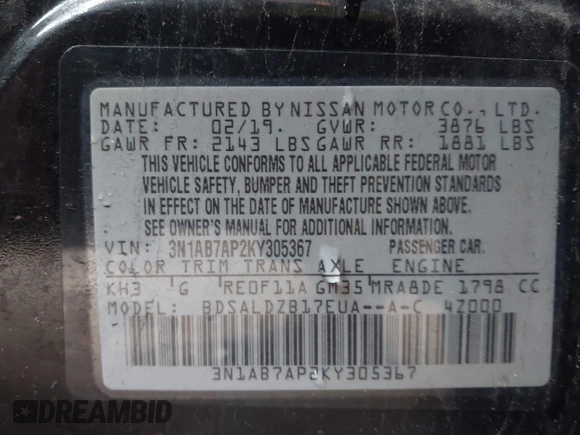 MANUFACTURED BY NISSAN MOTOR CO., LTD.
DATE: 02/19. GVWR: 3876 LBS
GAWR FR: 2143 LBS GAWR RR: 1881 LBS
THIS VEHICLE CONFORMS TO ALL APPLICABLE FEDERAL MOTOR
VEHICLE SAFETY, BUMPER AND THEFT PREVENTION STANDARDS
IN EFFECT ON THE DATE OF MANUFACTURE SHOWN ABOVE.
SEE OWNER'S MANUAL FOR ADDITIONAL INFORMATION.
VIN: 3N1AB7AP2KY305367 PASSENGER CAR.
COLOR TRIM TRANS AXLE ENGINE
KH3 G RE0F11A GM35 MRA8DE 1798 CC
MODEL: BDSALDZB17EUA--A-C 4Z000
3N1AB7AP2KY305367
DREAMBID